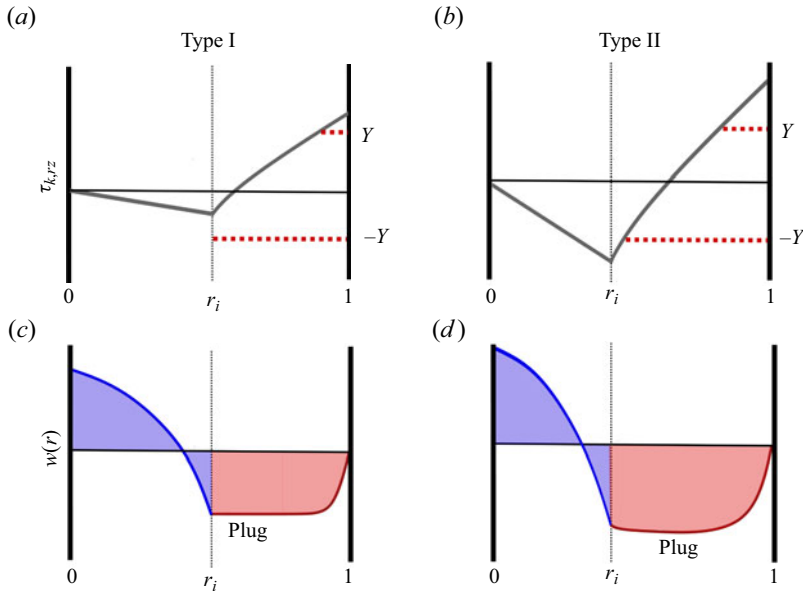 (a)
Type I
(b)
Type II
τk,rz
Y
–Y
0
ri
1
Y
–Y
0
ri
1
(c)
(d)
w(r)
Plug
0
ri
1
Plug
0
ri
1